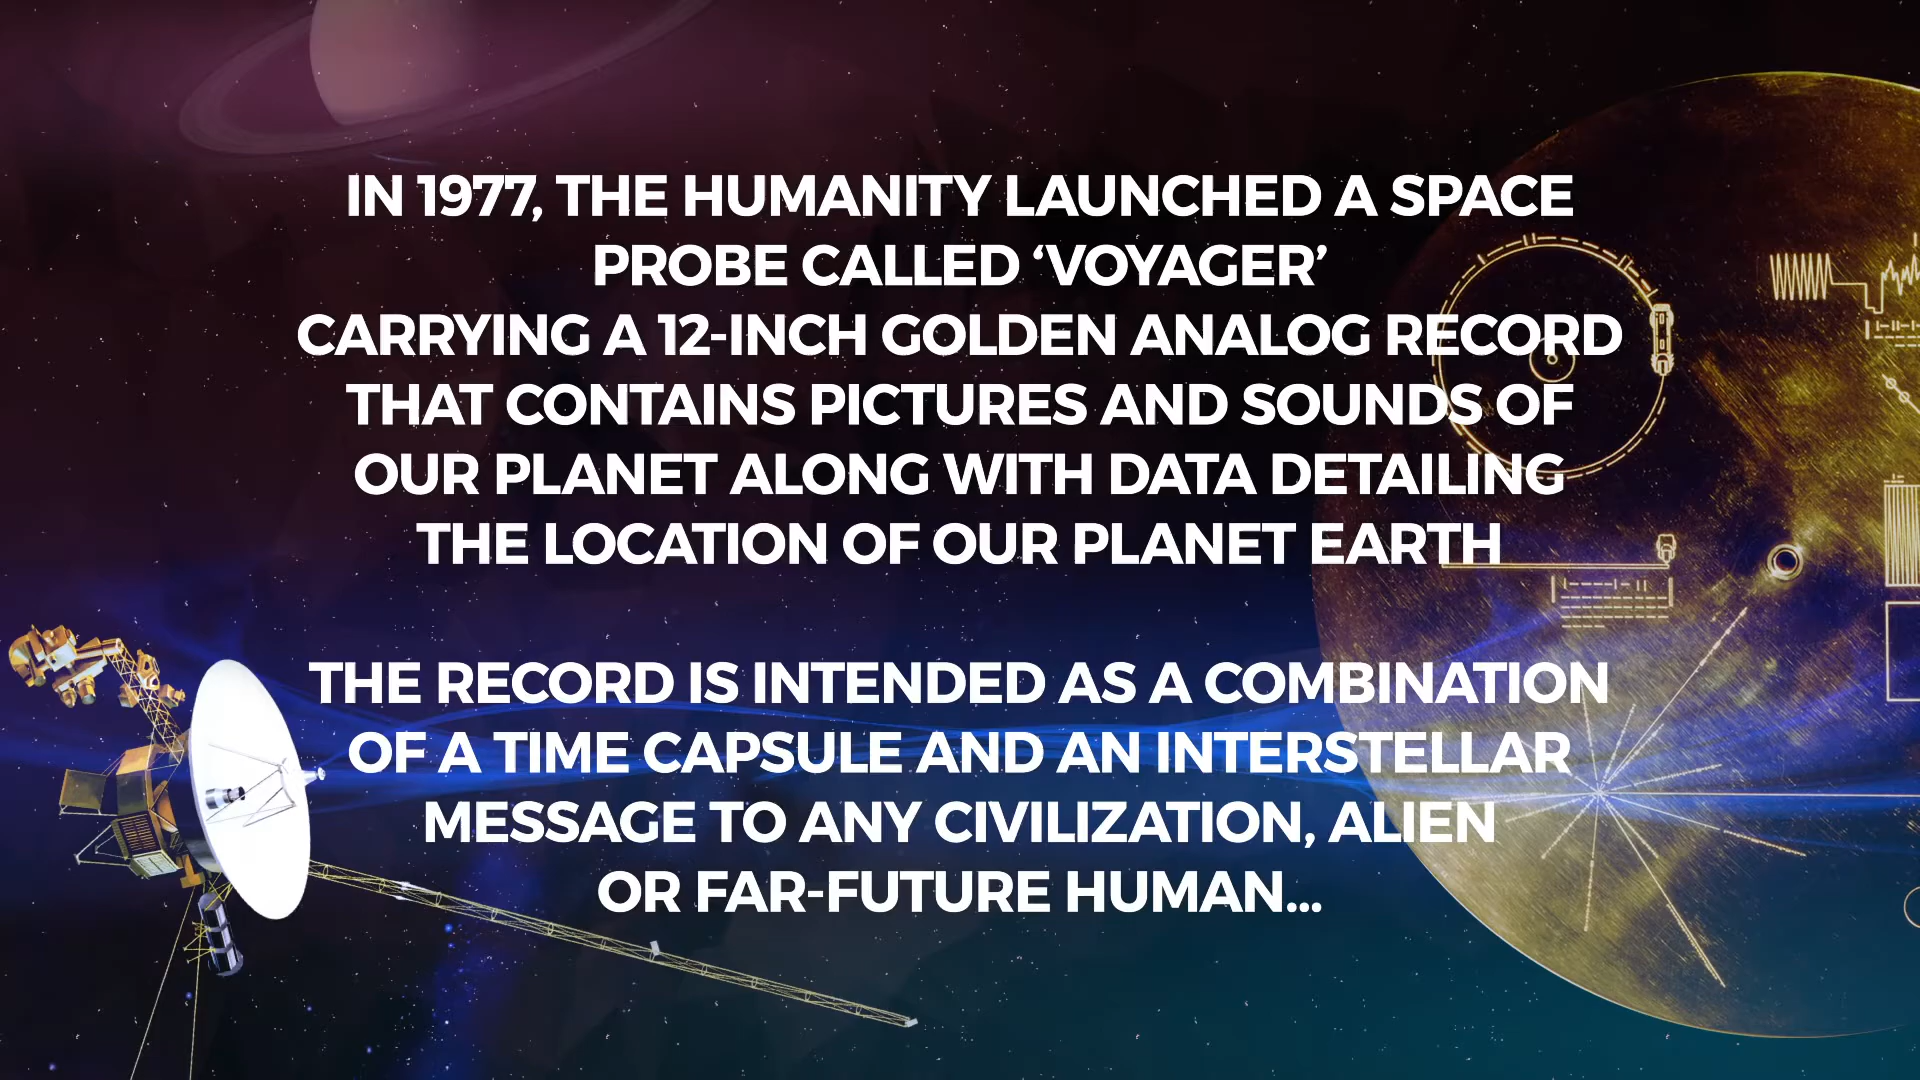 IN 1977, THE HUMANITY LAUNCHED A SPACE
PROBE CALLED ‘VOYAGER’
CARRYING A 12-INCH GOLDEN ANALOG RECORD
THAT CONTAINS PICTURES AND SOUNDS OF
OUR PLANET ALONG WITH DATA DETAILING
THE LOCATION OF OUR PLANET EARTH
THE RECORD IS INTENDED AS A COMBINATION
OF A TIME CAPSULE AND AN INTERSTELLAR
MESSAGE TO ANY CIVILIZATION, ALIEN
OR FAR-FUTURE HUMAN...